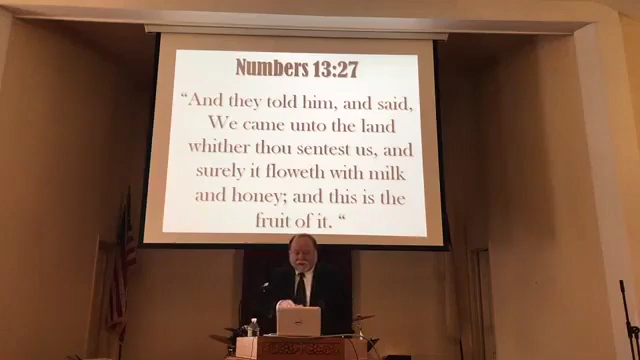 Numbers 13:27
“And they told him, and said,
We came unto the land
whither thou sentest us, and
surely it floweth with milk
and honey; and this is the
fruit of it. “